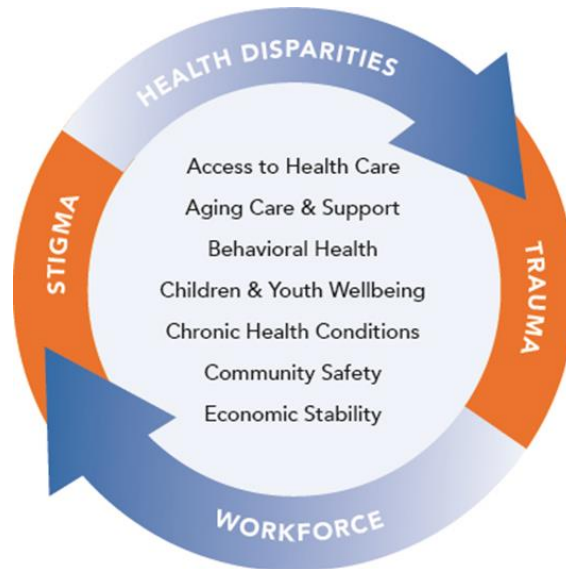 HEALTH DISPARITIES
STIGMA
TRAUMA
Access to Health Care
Aging Care & Support
Behavioral Health
Children & Youth Wellbeing
Chronic Health Conditions
Community Safety
Economic Stability
WORKFORCE